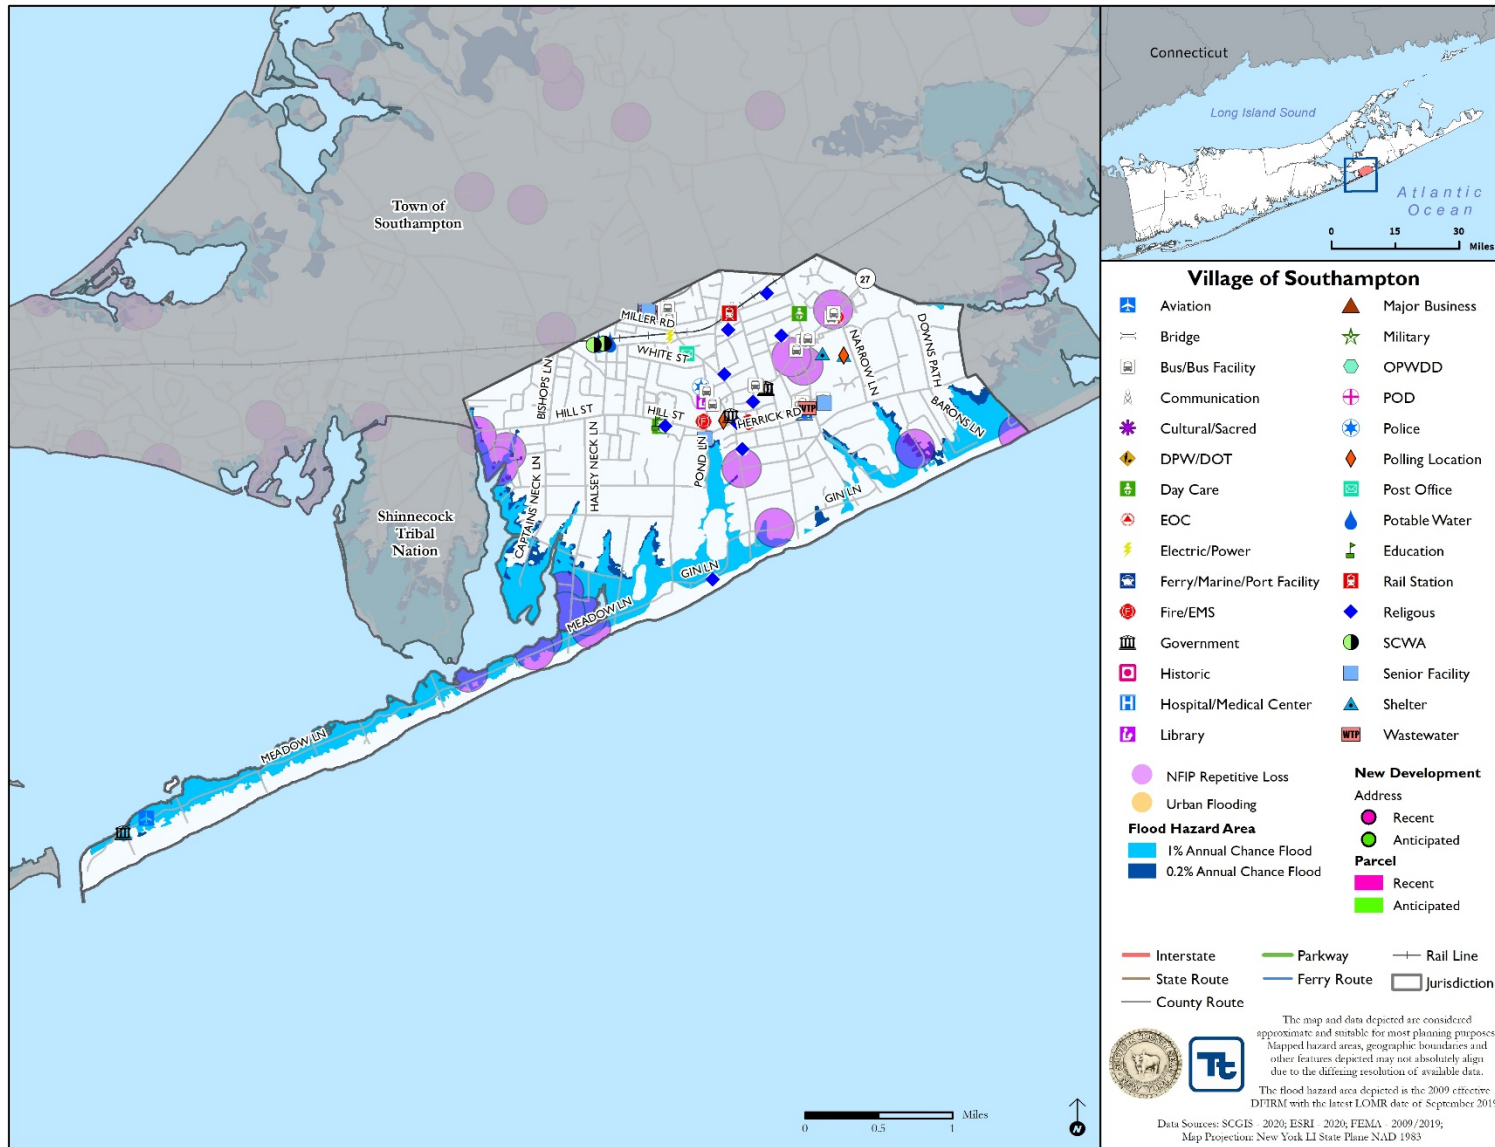 Town of
Southampton
Shinnecock
Tribal
Nation
27
MILLER RD
WHITE ST
BISHOPS LN
HILL ST
HILL ST
HERRICK RD
NARROW LN
DOWNS PATH
BARONS LN
POND LN
HALSEY NECK LN
CAPTAINS NECK LN
GIN LN
GIN LN
MEADOW LN
MEADOW LN
F
WTP
Miles
0 0.5 1
N
Connecticut
Long Island Sound
Atlantic
Ocean
0 15 30
Miles
Village of Southampton
Aviation
Bridge
Bus/Bus Facility
Communication
Cultural/Sacred
DPW/DOT
Day Care
EOC
Electric/Power
Ferry/Marine/Port Facility
F Fire/EMS
Government
Historic
H Hospital/Medical Center
Library
Major Business
Military
OPWDD
POD
Police
Polling Location
Post Office
Potable Water
Education
Rail Station
Religous
SCWA
Senior Facility
Shelter
WTP Wastewater
NFIP Repetitive Loss
Urban Flooding
Flood Hazard Area
1% Annual Chance Flood
0.2% Annual Chance Flood
New Development
Address
Recent
Anticipated
Parcel
Recent
Anticipated
Interstate
State Route
County Route
Parkway
Ferry Route
Rail Line
Jurisdiction
Tt
The map and data depicted are considered
approximate and suitable for most planning purposes
Mapped hazard areas, geographic boundaries and
other features depicted may not absolutely align
due to the differing resolution of available data.
The flood hazard area depicted is the 2009 effective
DFIRM with the latest LOMR date of September 2019
Data Sources: SCGIS - 2020; ESRI - 2020; FEMA - 2009/2019;
Map Projection: New York LI State Plane NAD 1983